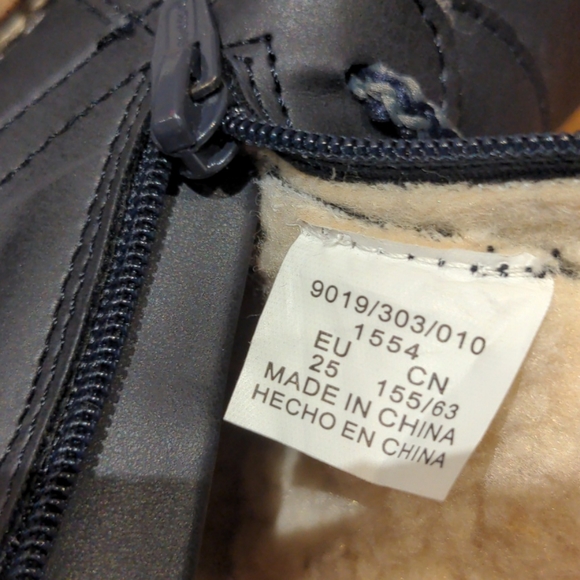 9019/303/010
1554
EU CN
25 155/63
MADE IN CHINA
HECHO EN CHINA